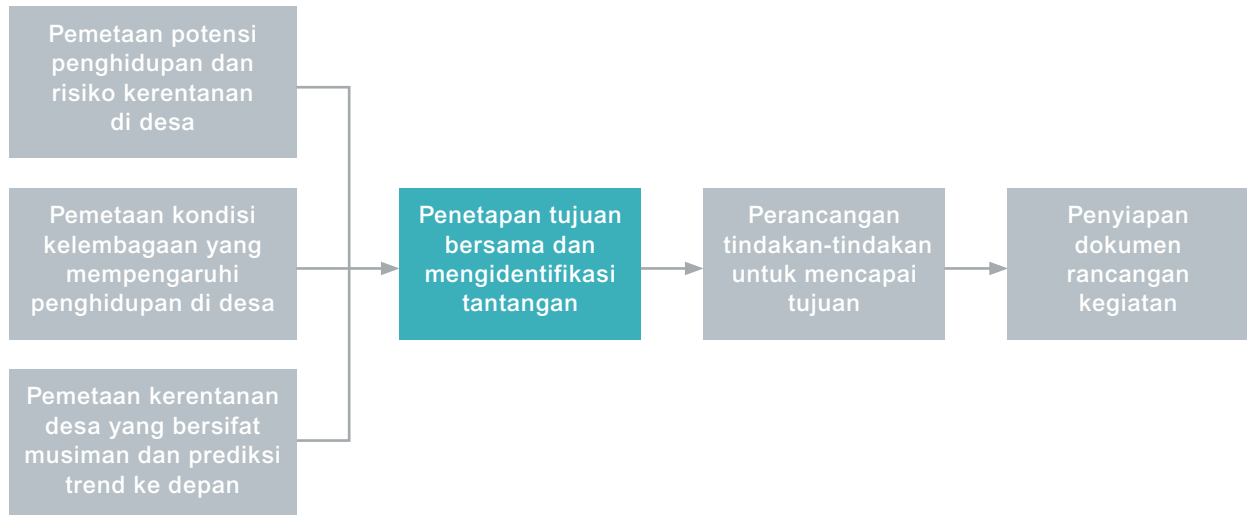 Pemetaan potensi
penghidupan dan
risiko kerentanan
di desa
Pemetaan kondisi
kelembagaan yang
mempengaruhi
penghidupan di desa
Pemetaan kerentanan
desa yang bersifat
musiman dan prediksi
trend ke depan
Penetapan tujuan
bersama dan
mengidentifikasi
tantangan
Perancangan
tindakan-tindakan
untuk mencapai
tujuan
Penyiapan
dokumen
rancangan
kegiatan